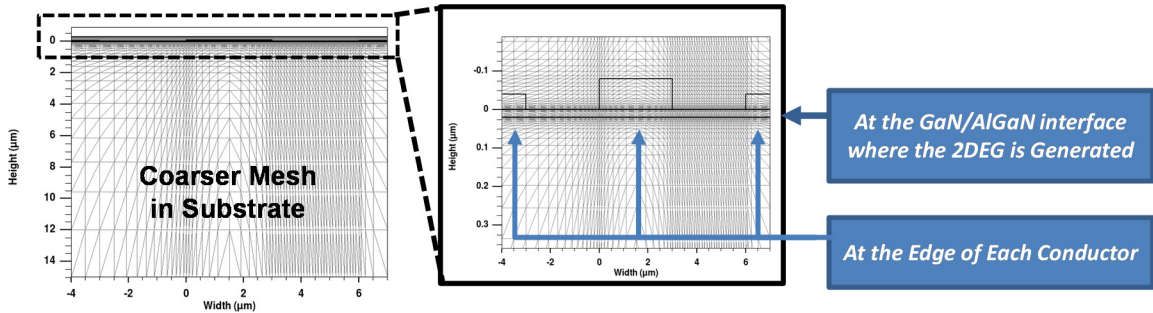 0
2
4
6
8
10
12
14
Height (μm)
Coarser Mesh
in Substrate
-4
-2
0
2
4
6
Width (μm)
-0.1
0
0.1
0.2
0.3
Height (μm)
-4
-2
0
2
4
6
Width (μm)
At the GaN/AlGaN interface
where the 2DEG is Generated
At the Edge of Each Conductor